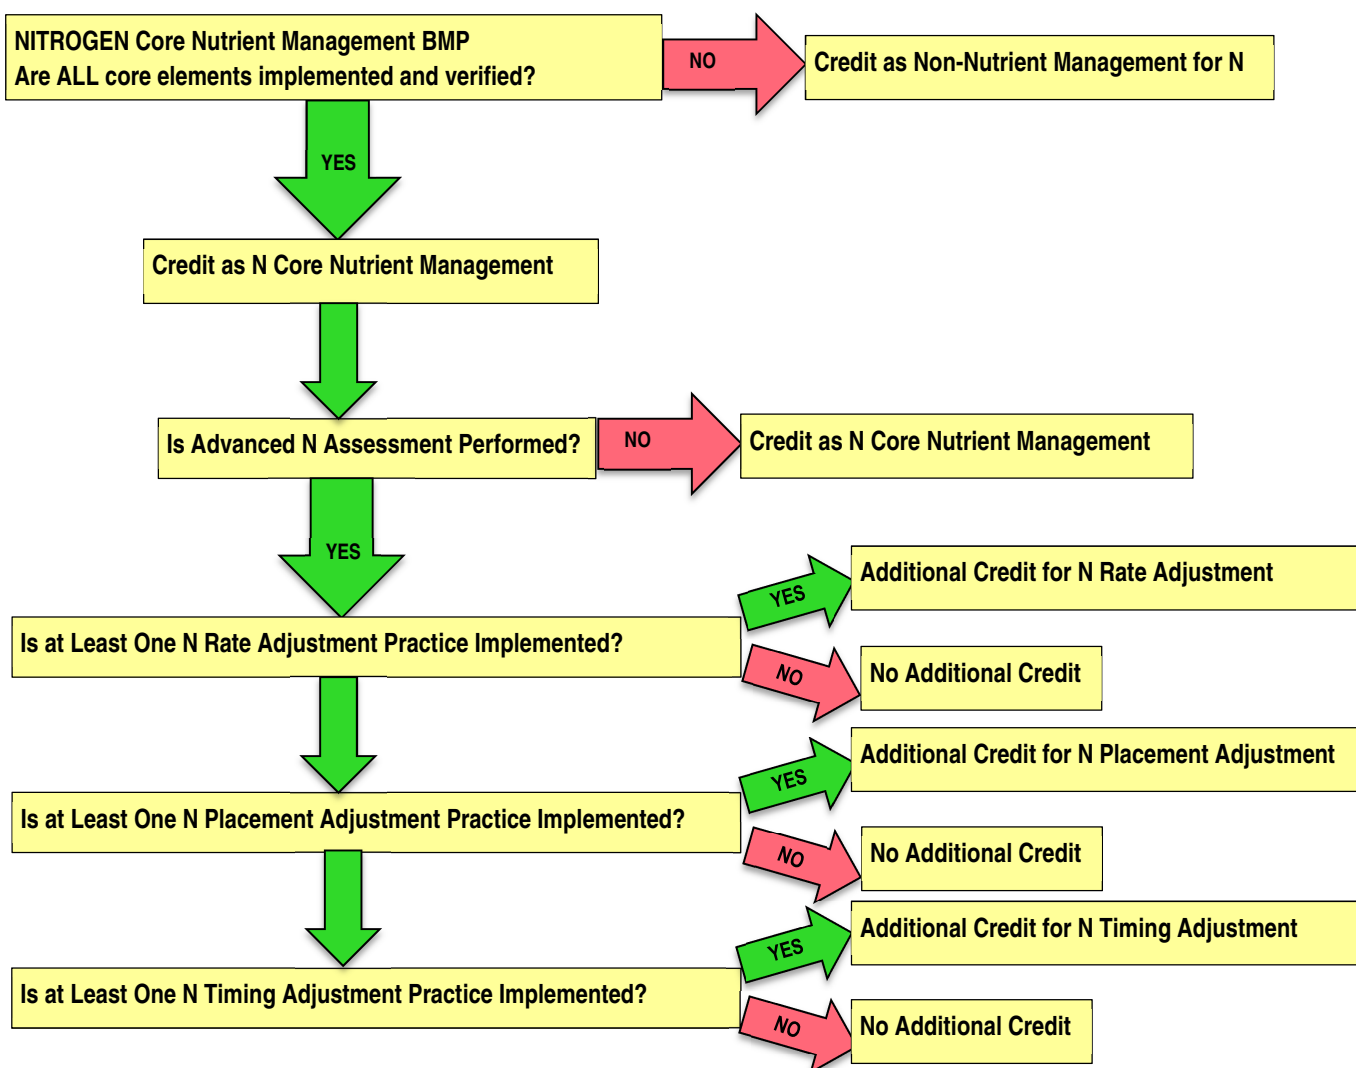 NITROGEN Core Nutrient Management BMP
Are ALL core elements implemented and verified?
NO
Credit as Non-Nutrient Management for N
YES
Credit as N Core Nutrient Management
Is Advanced N Assessment Performed?
NO
Credit as N Core Nutrient Management
YES
Is at Least One N Rate Adjustment Practice Implemented?
YES
Additional Credit for N Rate Adjustment
NO
No Additional Credit
Is at Least One N Placement Adjustment Practice Implemented?
YES
Additional Credit for N Placement Adjustment
NO
No Additional Credit
Is at Least One N Timing Adjustment Practice Implemented?
YES
Additional Credit for N Timing Adjustment
NO
No Additional Credit